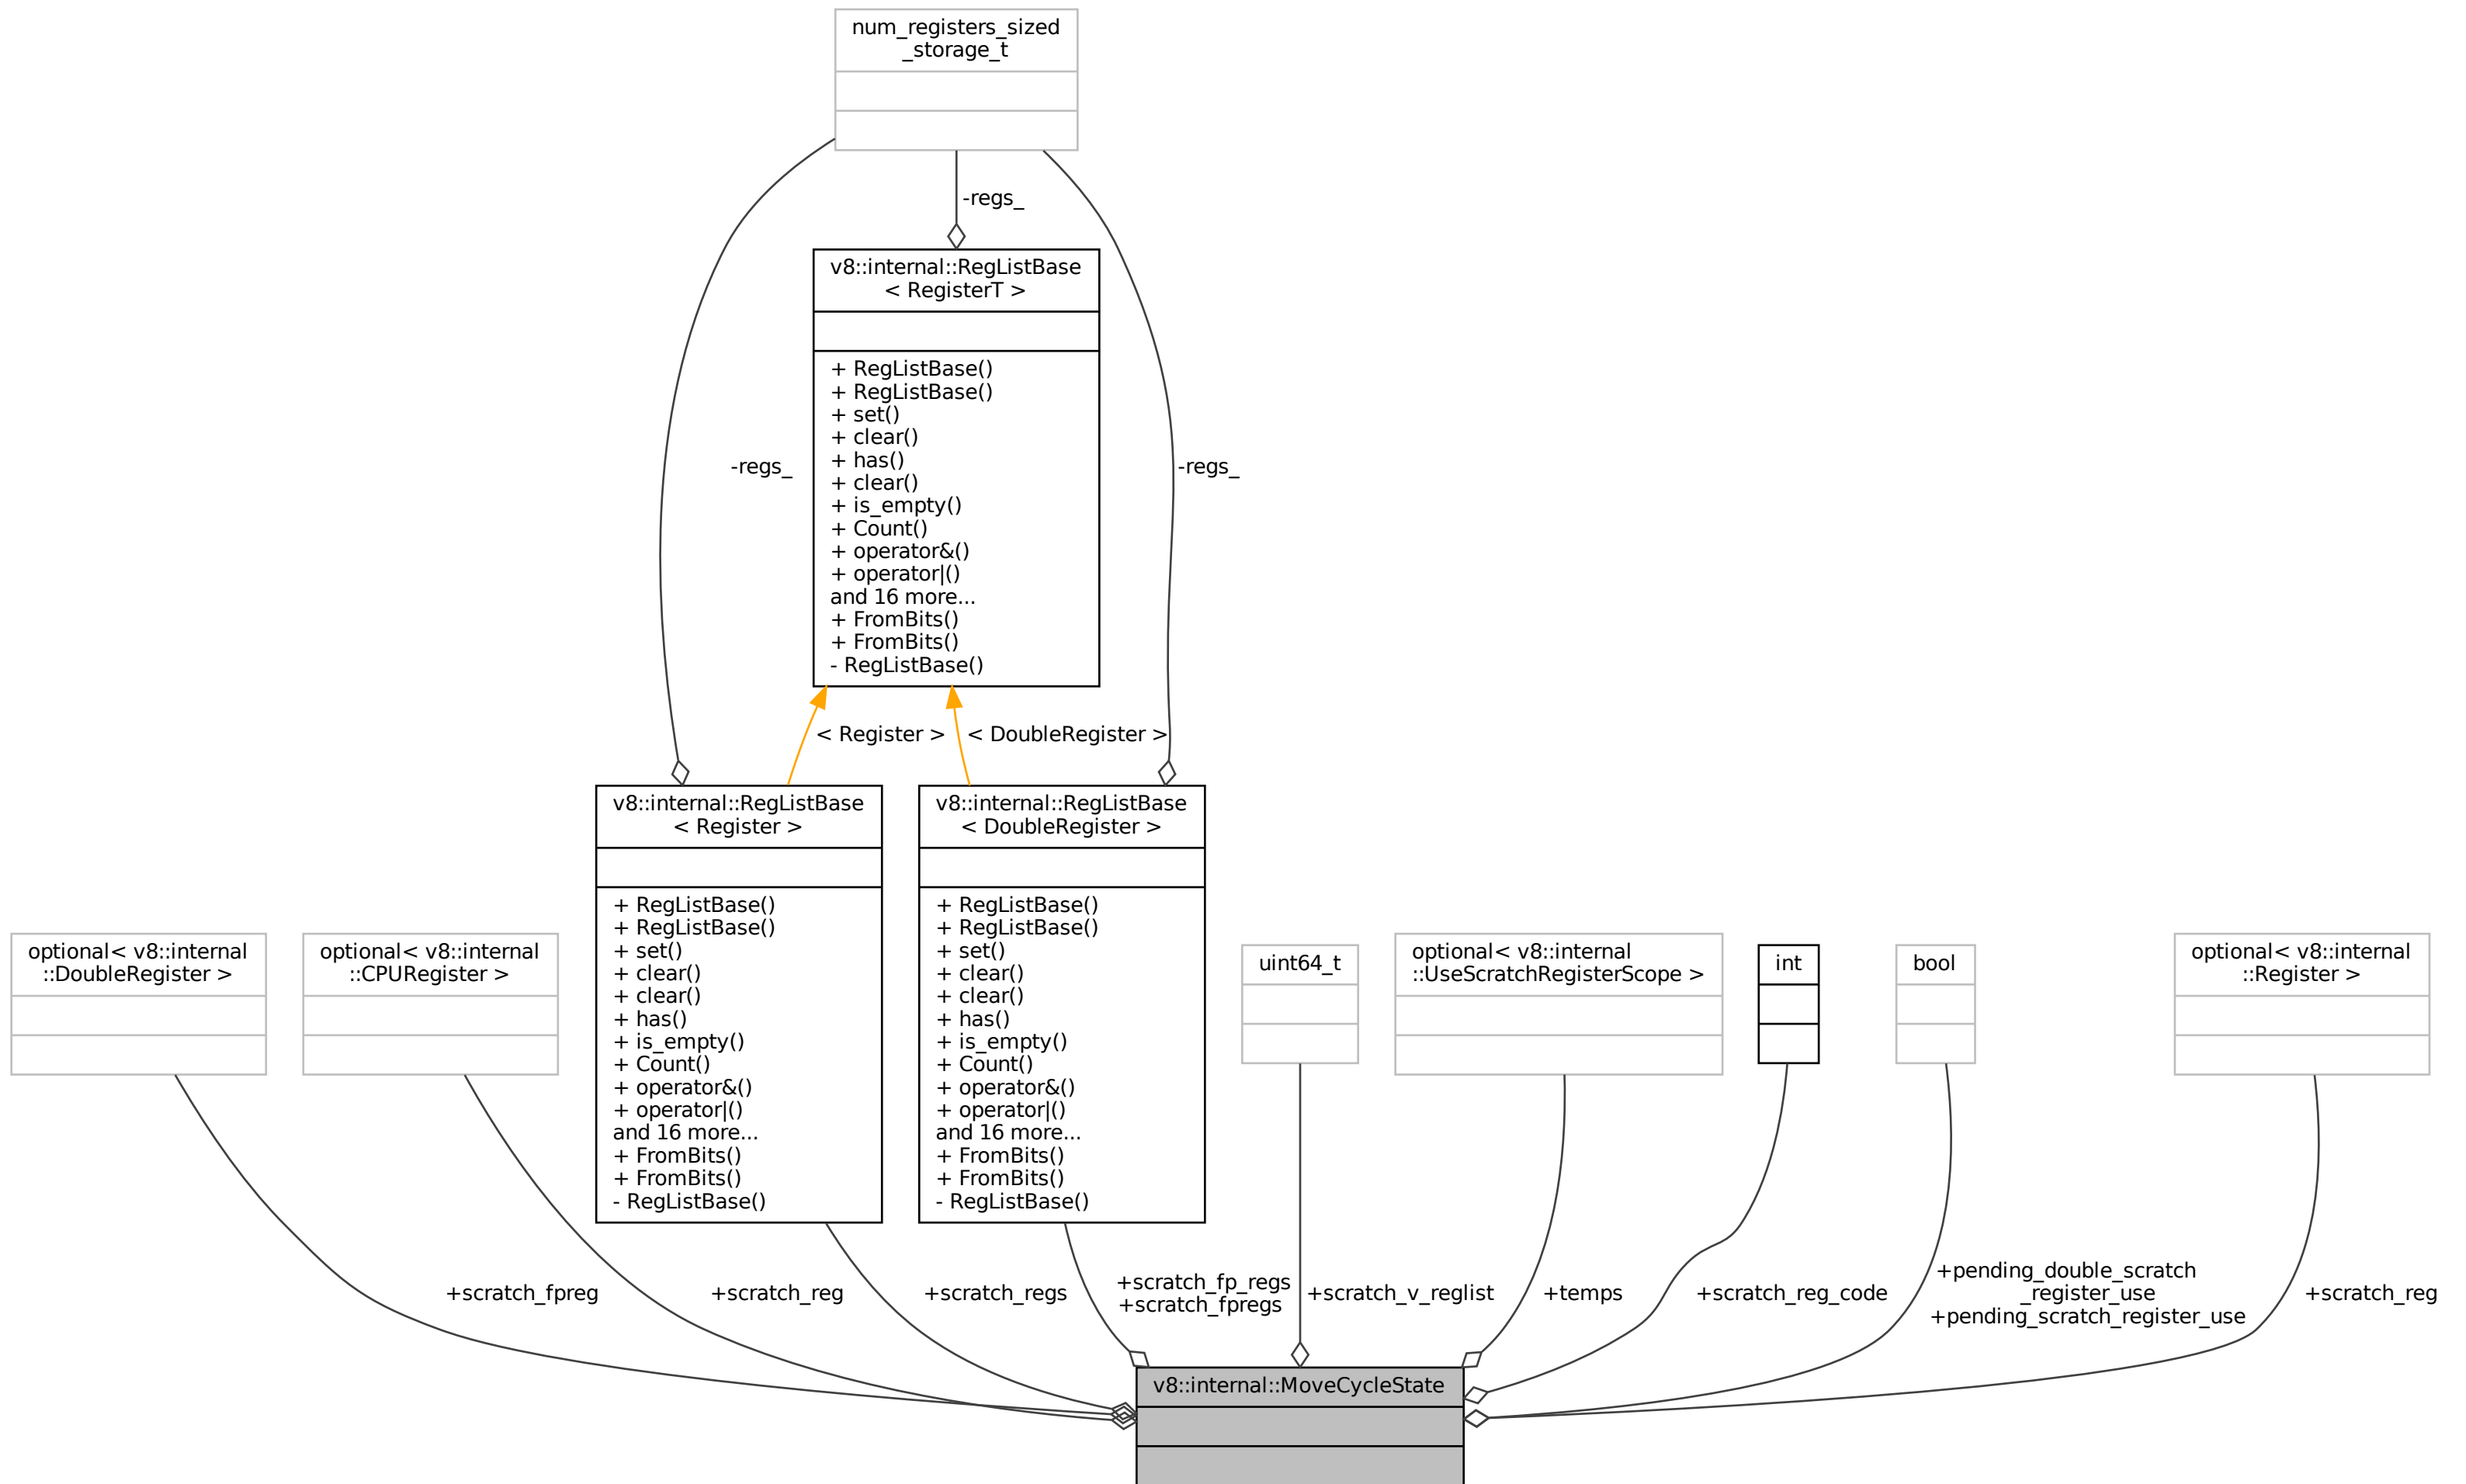 num_registers_sized
_storage_t
-regs_
v8::internal::RegListBase
< RegisterT >
+ RegListBase()
+ RegListBase()
+ set()
+ clear()
+ has()
+ clear()
+ is_empty()
+ Count()
+ operator&()
+ operator|()
and 16 more...
+ FromBits()
+ FromBits()
- RegListBase()
-regs_
-regs_
< Register >
< DoubleRegister >
v8::internal::RegListBase
< Register >
+ RegListBase()
+ RegListBase()
+ set()
+ clear()
+ clear()
+ has()
+ is_empty()
+ Count()
+ operator&()
+ operator|()
and 16 more...
+ FromBits()
+ FromBits()
- RegListBase()
v8::internal::RegListBase
< DoubleRegister >
+ RegListBase()
+ RegListBase()
+ set()
+ clear()
+ clear()
+ has()
+ is_empty()
+ Count()
+ operator&()
+ operator|()
and 16 more...
+ FromBits()
+ FromBits()
- RegListBase()
optional< v8::internal
::DoubleRegister >
optional< v8::internal
::CPURegister >
uint64_t
optional< v8::internal
::UseScratchRegisterScope >
int
bool
optional< v8::internal
::Register >
+scratch_fpreg
+scratch_reg
+scratch_regs
+scratch_fp_regs
+scratch_fpregs
+scratch_v_reglist
+temps
+scratch_reg_code
+pending_double_scratch
_register_use
+pending_scratch_register_use
+scratch_reg
v8::internal::MoveCycleState